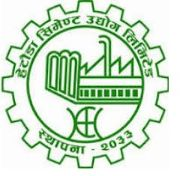 हेटौंडा सिमेण्ट उद्योग लिमिटेड
स्थापना - २०३३